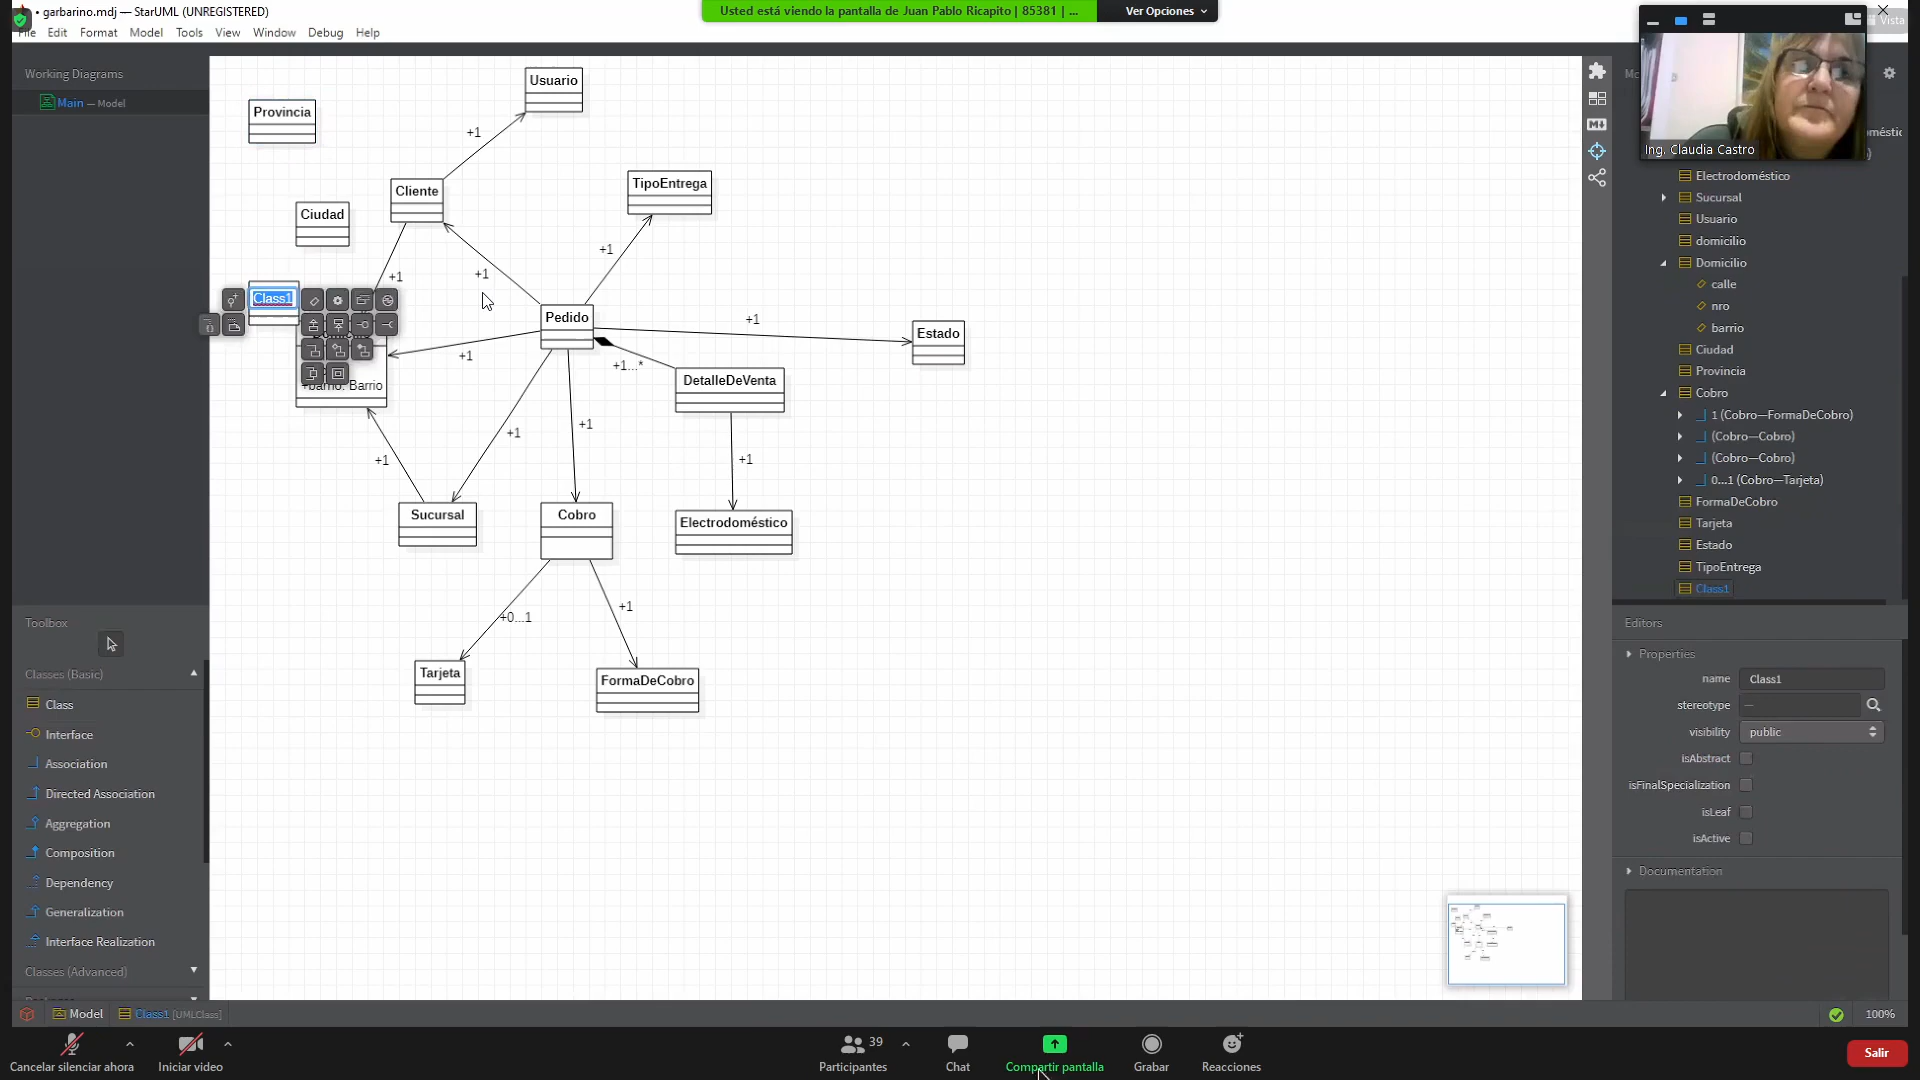 • garbarino.mdj — StarUML (UNREGISTERED)
Usted está viendo la pantalla de Juan Pablo Ricapito | 85381 | ...
Ver Opciones
Vista
File Edit Format Model Tools View Window Debug Help
Working Diagrams
Main — Model
Usuario
Provincia
+1
Cliente
TipoEntrega
Ciudad
+1
+1
+1
Class1
Pedido
+1
Estado
+1
+1...*
DetalleDeVenta
+barrio: Barrio
+1
+1
+1
+1
Sucursal
Cobro
Electrodoméstico
+0...1
+1
Tarjeta
FormaDeCobro
Toolbox
Classes (Basic)
Class
Interface
Association
Directed Association
Aggregation
Composition
Dependency
Generalization
Interface Realization
Classes (Advanced)
Ing. Claudia Castro
Electrodoméstico
Sucursal
Usuario
domicilio
Domicilio
calle
nro
barrio
Ciudad
Provincia
Cobro
1 (Cobro—FormaDeCobro)
(Cobro—Cobro)
(Cobro—Cobro)
0...1 (Cobro—Tarjeta)
FormaDeCobro
Tarjeta
Estado
TipoEntrega
Class1
Editors
Properties
name Class1
stereotype —
visibility public
isAbstract
isFinalSpecialization
isLeaf
isActive
Documentation
Model Class1 [UMLClass]
100%
Cancelar silenciar ahora
Iniciar video
Participantes 39
Chat
Compartir pantalla
Grabar
Reacciones
Salir